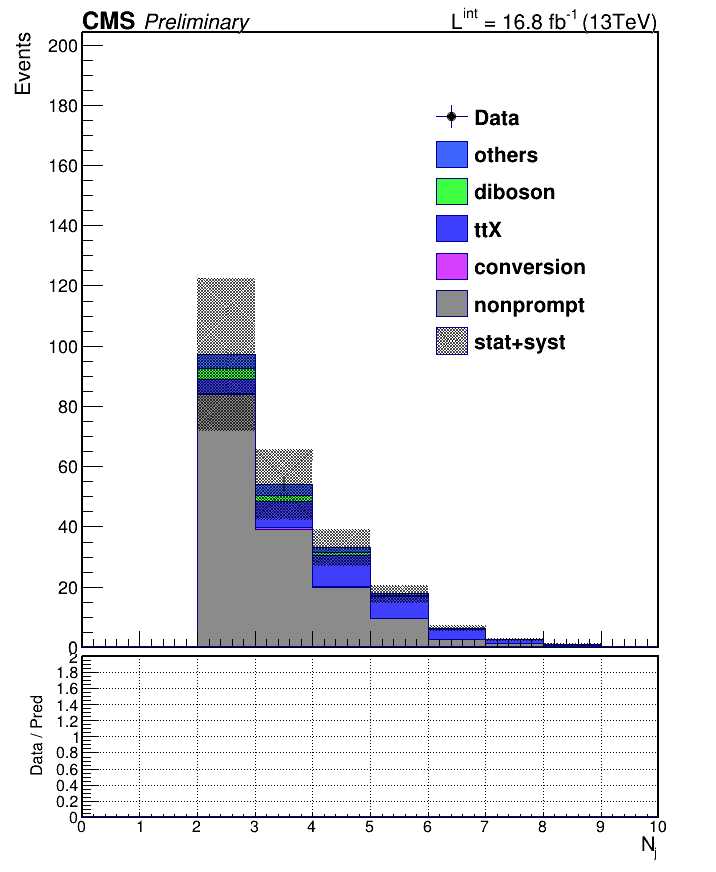 CMS Preliminary L^int = 16.8 fb^-1 (13TeV)
Events
200
180
160
140
120
100
80
60
40
20
0
Data
others
diboson
ttX
conversion
nonprompt
stat+syst
Data / Pred
2
1.8
1.6
1.4
1.2
1
0.8
0.6
0.4
0.2
0
0 1 2 3 4 5 6 7 8 9 10
N_j